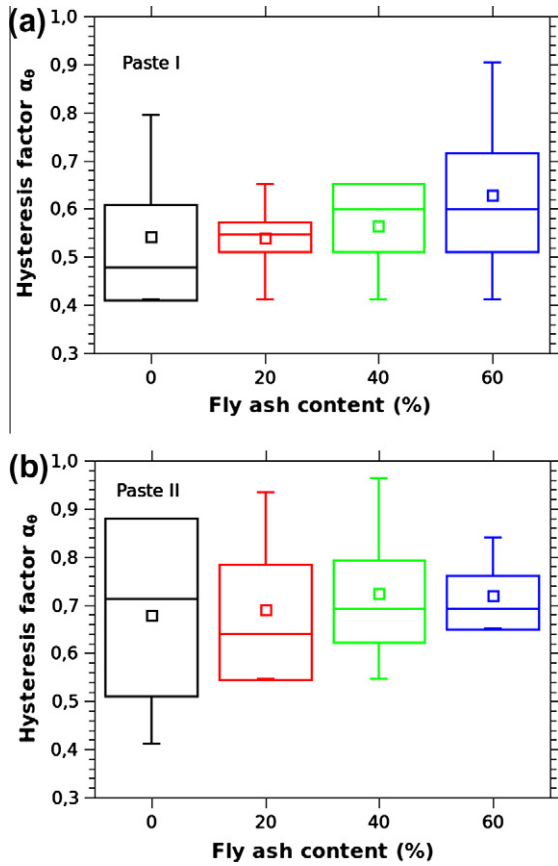 (a)
1,0
0,9
0,8
0,7
0,6
0,5
0,4
0,3
Hysteresis factor αθ
Paste I
0 20 40 60
Fly ash content (%)
(b)
1,0
0,9
0,8
0,7
0,6
0,5
0,4
0,3
Hysteresis factor αθ
Paste II
0 20 40 60
Fly ash content (%)